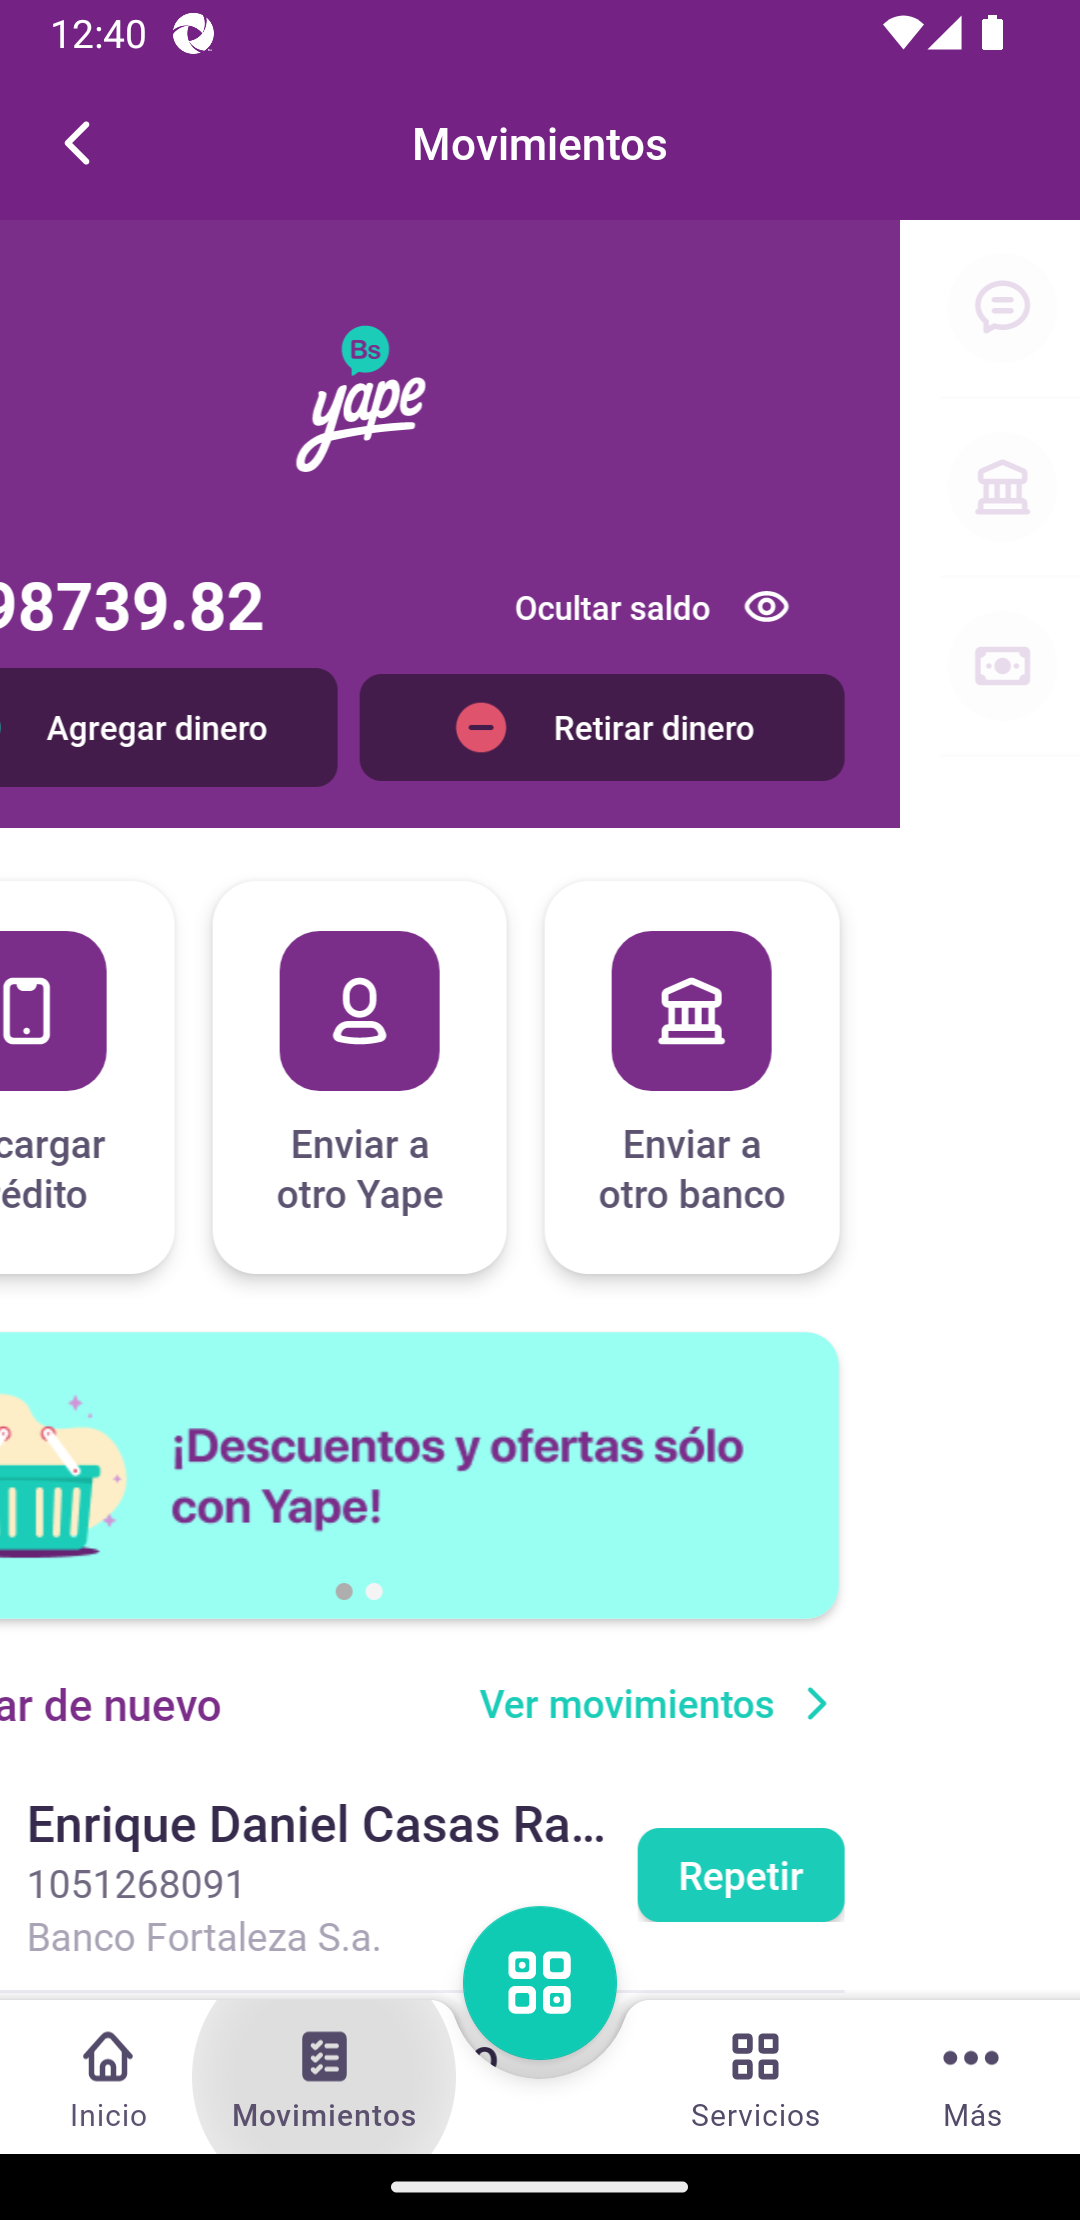 12:40
Movimientos
Bs
yape
98739.82
Ocultar saldo
Agregar dinero
Retirar dinero
cargar
édito
Enviar a
otro Yape
Enviar a
otro banco
¡Descuentos y ofertas sólo
con Yape!
ar de nuevo
Ver movimientos
Enrique Daniel Casas Ra...
1051268091
Banco Fortaleza S.a.
Repetir
Inicio
Movimientos
Servicios
Más